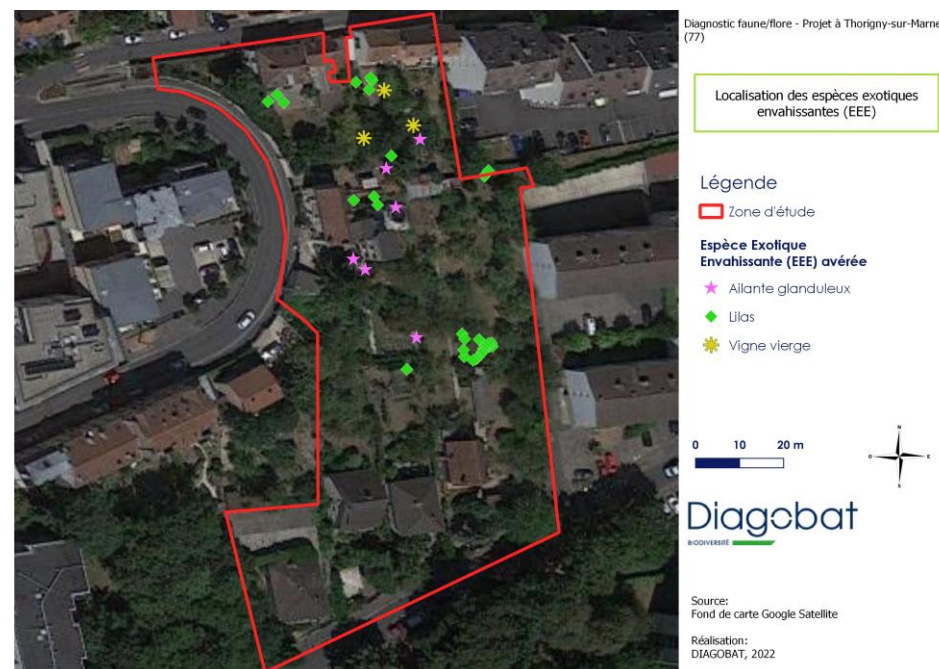 Diagnostic faune/flore - Projet à Thorigny-sur-Marne
(77)
Localisation des espèces exotiques
envahissantes (EEE)
Légende
Zone d'étude
Espèce Exotique
Envahissante (EEE) avérée
Ailante glanduleux
Lilas
Vigne vierge
0 10 20 m
N
O E
S
Diagobat
BIODIVERSITÉ
Source:
Fond de carte Google Satellite
Réalisation:
DIAGOBAT, 2022